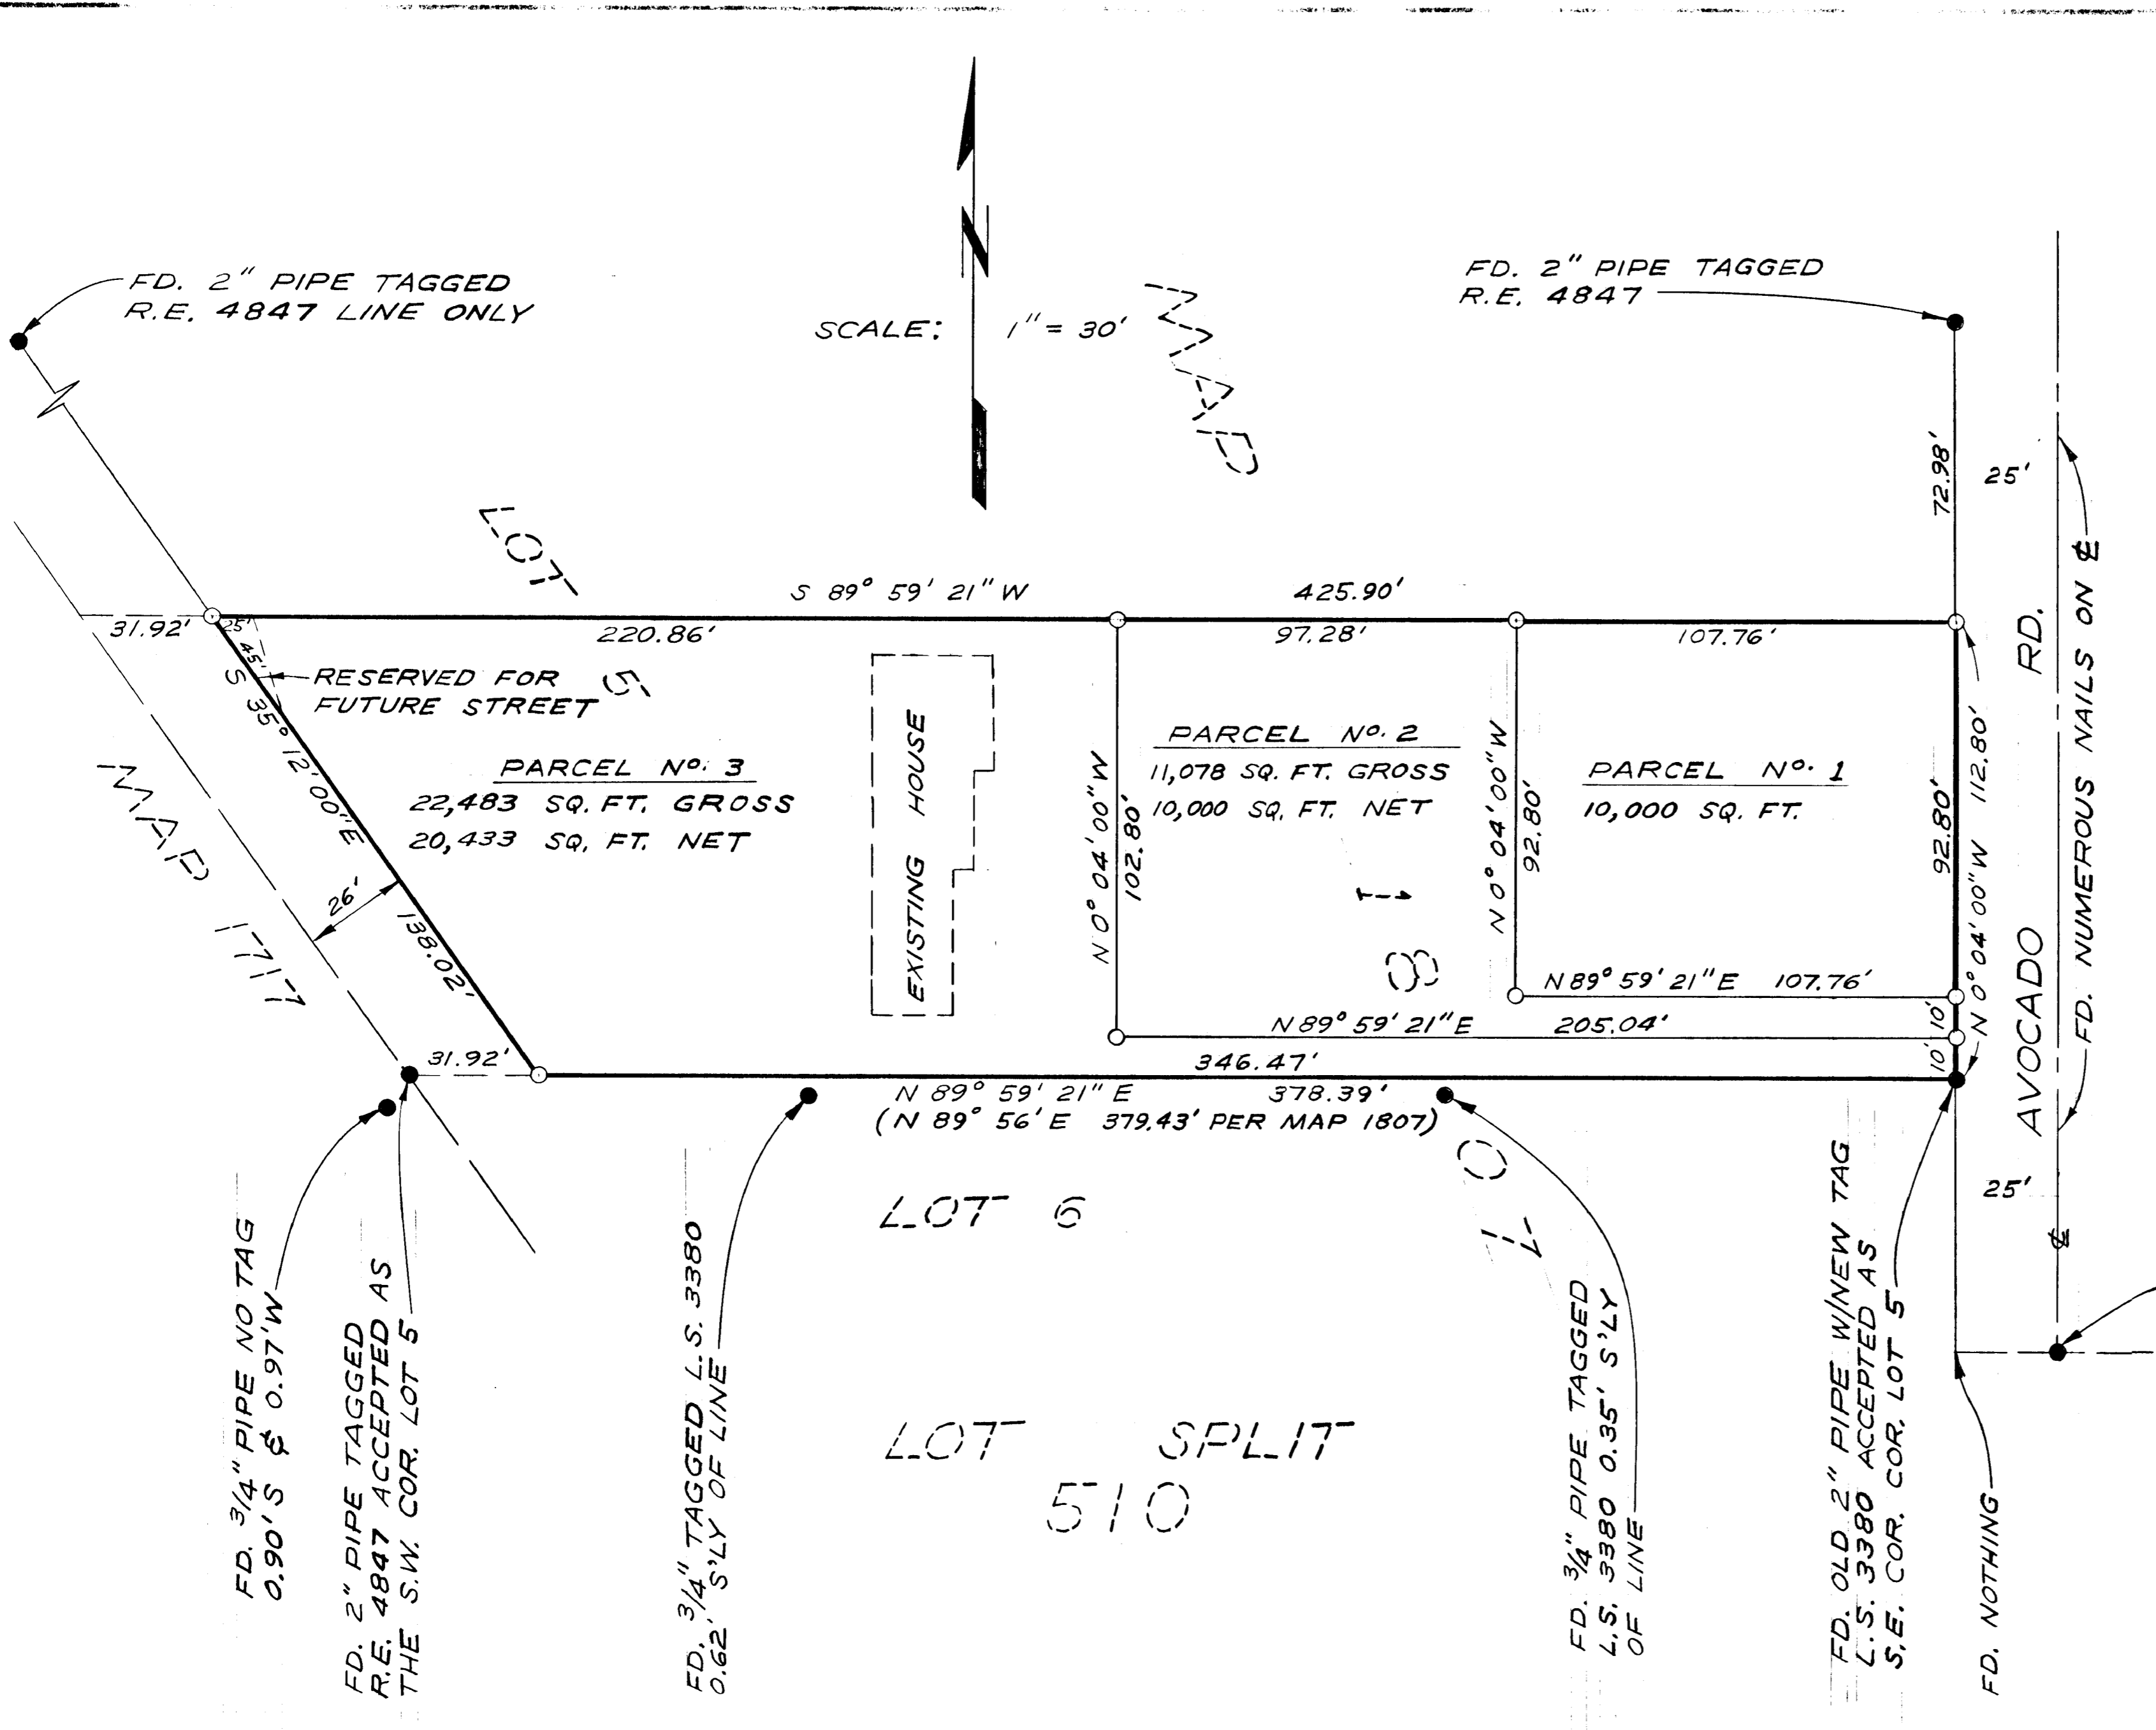 FD. 2" PIPE TAGGED
R.E. 4847 LINE ONLY
N
SCALE: 1" = 30'
MAP
FD. 2" PIPE TAGGED
R.E. 4847
72.98'
25'
LOT
5
S 89° 59' 21" W 425.90'
31.92'
25'
45'
220.86'
97.28'
107.76'
RESERVED FOR
FUTURE STREET
S 35° 12' 00" E
138.02'
26'
MAP 1717
PARCEL Nº. 3
22,483 SQ. FT. GROSS
20,433 SQ. FT. NET
EXISTING HOUSE
N 0° 04' 00" W
102.80'
PARCEL Nº. 2
11,078 SQ. FT. GROSS
10,000 SQ. FT. NET
N 0° 04' 00" W
92.80'
PARCEL Nº. 1
10,000 SQ. FT.
92.80'
N 0° 04' 00" W 112.80'
AVOCADO RD.
FD. NUMEROUS NAILS ON ℄
8
N 89° 59' 21" E 107.76'
10'
N 89° 59' 21" E 205.04'
10'
31.92'
346.47'
N 89° 59' 21" E 378.39'
(N 89° 56' E 379.43' PER MAP 1807)
LOT
25'
℄
LOT 6
LOT SPLIT
510
FD. 3/4" PIPE NO TAG
0.90' S & 0.97' W
FD. 2" PIPE TAGGED
R.E. 4847 ACCEPTED AS
THE S.W. COR. LOT 5
FD. 3/4" TAGGED L.S. 3380
0.62' S'LY OF LINE
FD. 3/4" PIPE TAGGED
L.S. 3380 0.35' S'LY
OF LINE
FD. OLD 2" PIPE W/NEW TAG
L.S. 3380 ACCEPTED AS
S.E. COR. COR. LOT 5
FD. NOTHING